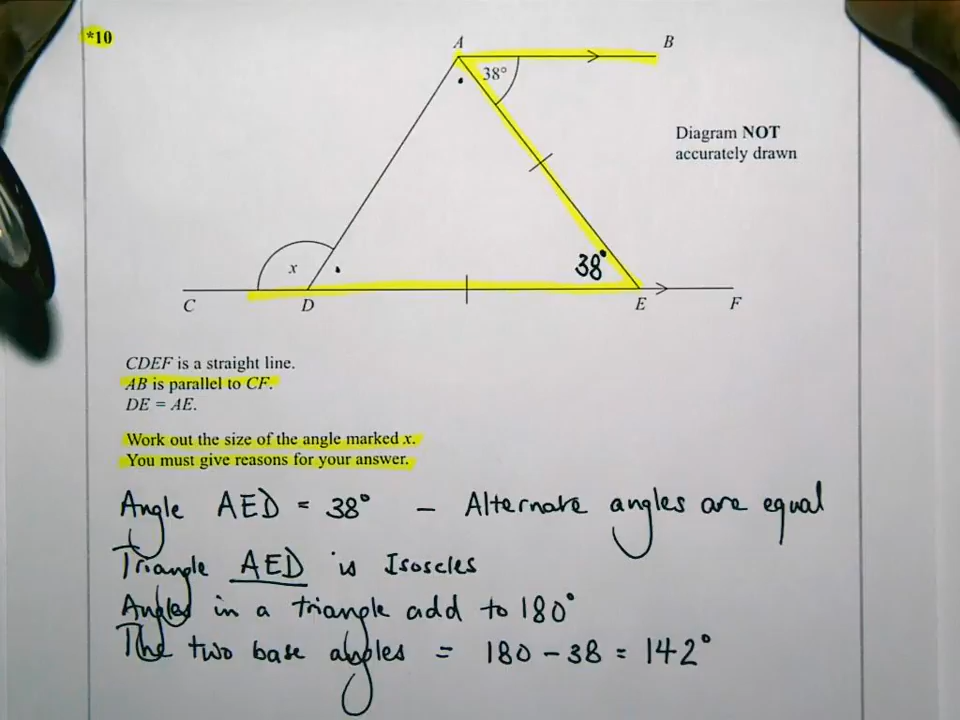 *10
A
B
38°
Diagram NOT
accurately drawn
38°
x
C
D
E
F
CDEF is a straight line.
AB is parallel to CF.
DE = AE.
Work out the size of the angle marked x.
You must give reasons for your answer.
Angle AED = 38° - Alternate angles are equal
Triangle AED is Isoscles
Angles in a triangle add to 180°
The two base angles = 180 - 38 = 142°